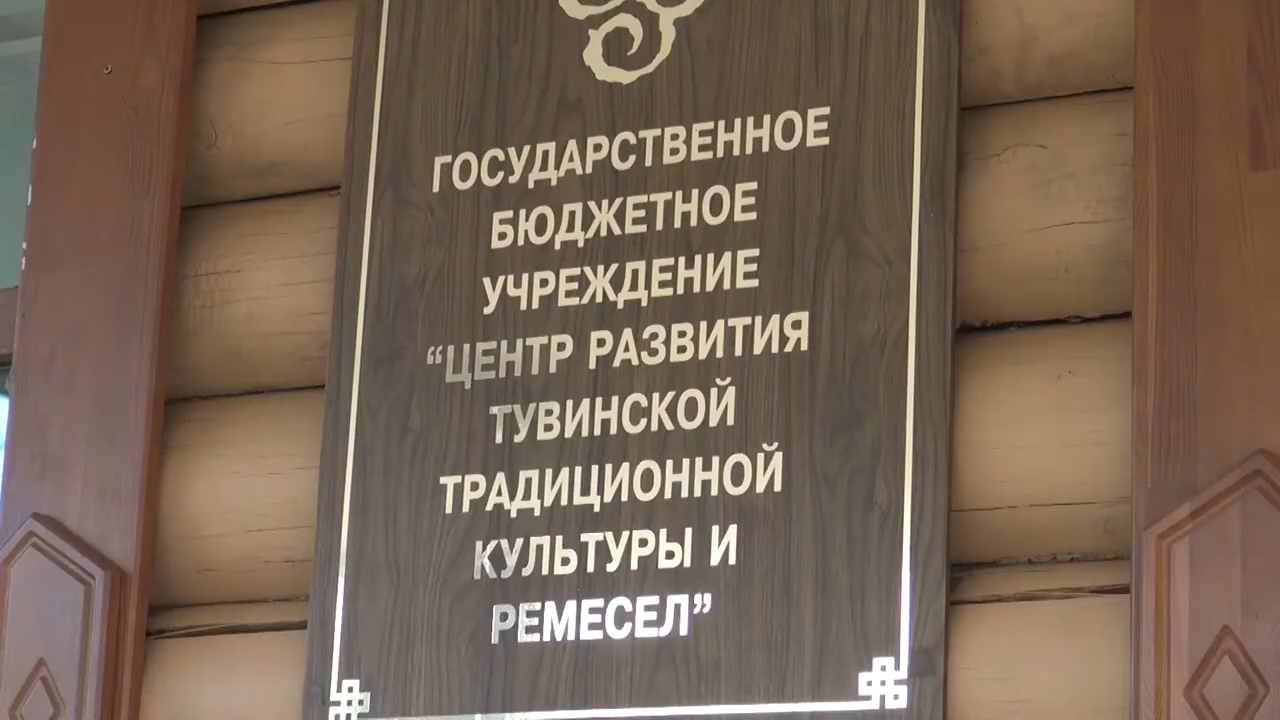 ГОСУДАРСТВЕННОЕ
БЮДЖЕТНОЕ
УЧРЕЖДЕНИЕ
“ЦЕНТР РАЗВИТИЯ
ТУВИНСКОЙ
ТРАДИЦИОННОЙ
КУЛЬТУРЫ И
РЕМЕСЕЛ”